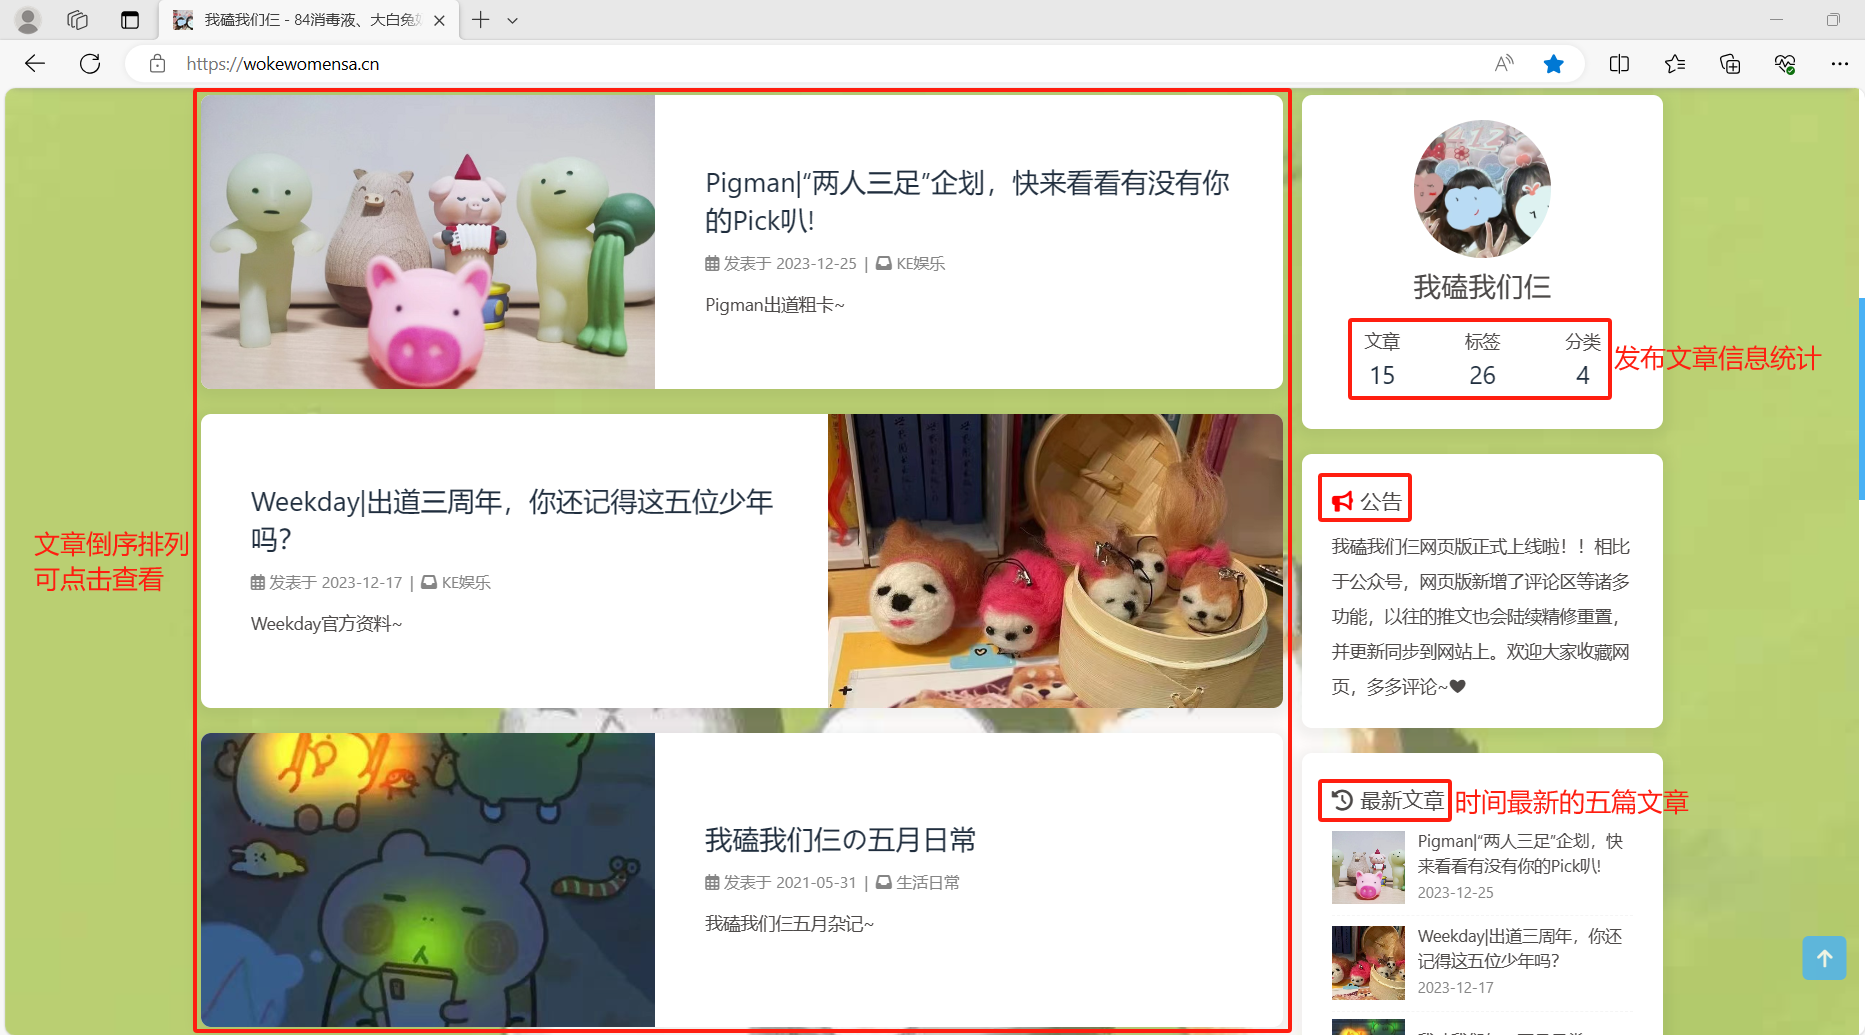 我磕我们仨 - 84消毒液、大白兔
https://wokewomensa.cn
Pigman|“两人三足”企划，快来看看有没有你
的Pick叭!
发表于 2023-12-25 | KE娱乐
Pigman出道粗卡~
Weekday|出道三周年，你还记得这五位少年
吗？
发表于 2023-12-17 | KE娱乐
Weekday官方资料~
我磕我们仨の五月日常
发表于 2021-05-31 | 生活日常
我磕我们仨五月杂记~
文章倒序排列
可点击查看
我磕我们仨
文章 标签 分类
15 26 4
发布文章信息统计
公告
我磕我们仨网页版正式上线啦！！相比
于公众号，网页版新增了评论区等诸多
功能，以往的推文也会陆续精修重置，
并更新同步到网站上。欢迎大家收藏网
页，多多评论~🖤
最新文章 时间最新的五篇文章
Pigman|“两人三足”企划，快
来看看有没有你的Pick叭!
2023-12-25
Weekday|出道三周年，你还
记得这五位少年吗？
2023-12-17